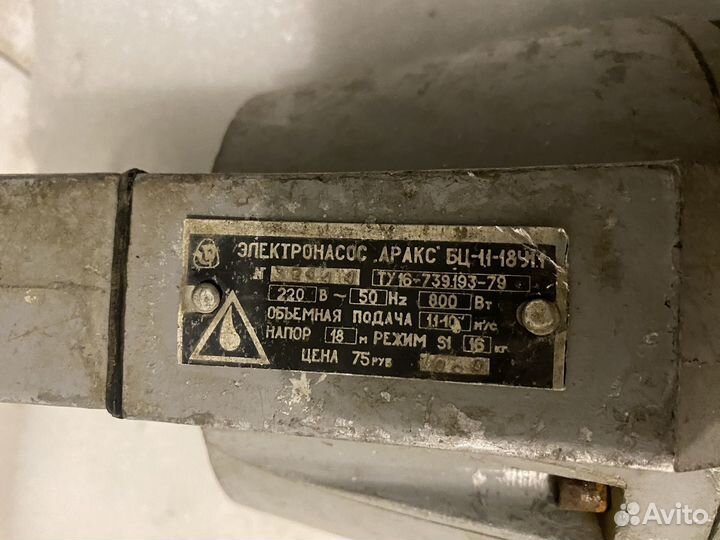 ЭЛЕКТРОНАСОС „АРАКС" БЦ-1,1-18У1.1
№ ТУ16-739.193-79
220 В ~ 50 Hz 800 Вт
ОБЪЕМНАЯ ПОДАЧА м³/с
НАПОР 18 м РЕЖИМ S1 16 кг
ЦЕНА 75 РУБ
Avito